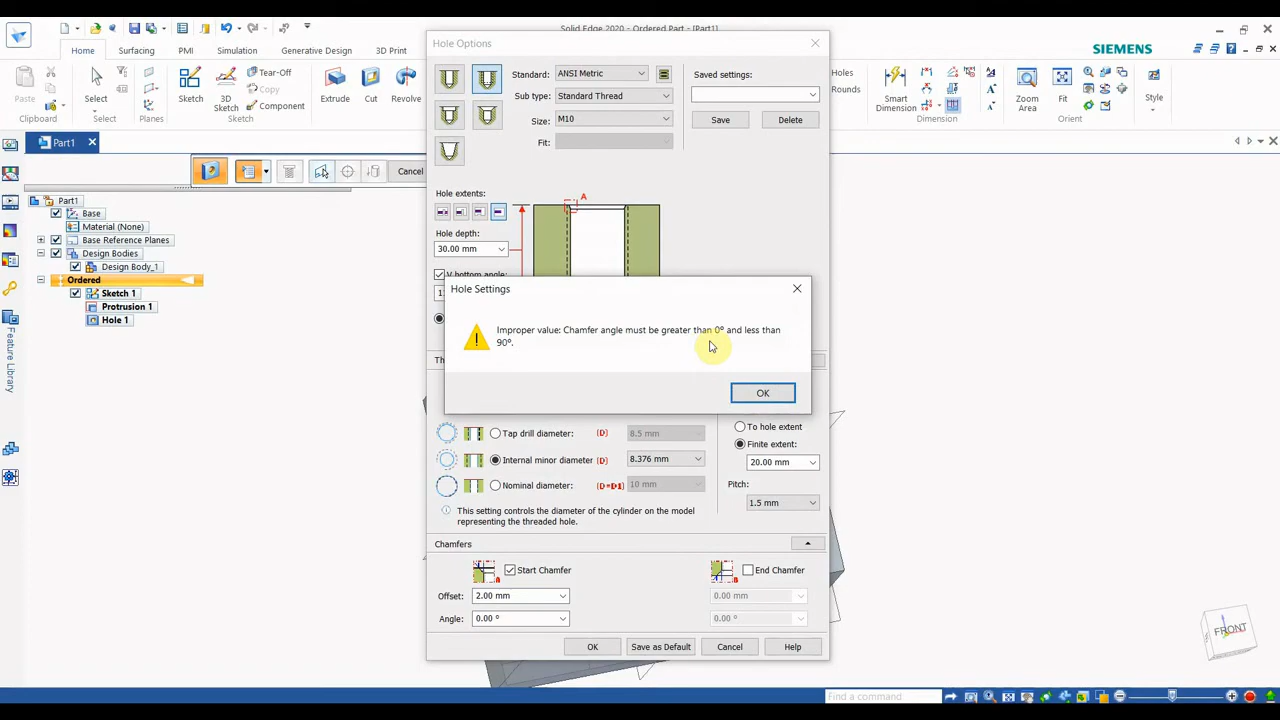 Solid Edge 2020 - Ordered Part - [Part1]
Home Surfacing PMI Simulation Generative Design 3D Print
SIEMENS
Paste
Clipboard
Select
Select
Planes
Sketch
3D Sketch
Tear-Off
Copy
Component
Sketch
Extrude Cut Revolve
Holes
Rounds
Smart Dimension
Dimension
Zoom Area
Fit
Orient
Style
Part1
Cancel
Part1
Base
Material (None)
Base Reference Planes
Design Bodies
Design Body_1
Ordered
Sketch 1
Protrusion 1
Hole 1
Feature Library
Hole Options
Standard: ANSI Metric
Sub type: Standard Thread
Size: M10
Fit:
Saved settings:
Save Delete
Hole extents:
Hole depth:
30.00 mm
V bottom angle:
A
Hole Settings
Improper value: Chamfer angle must be greater than 0º and less than
90º.
OK
Tap drill diameter: (D) 8.5 mm
Internal minor diameter (D) 8.376 mm
Nominal diameter: (D=D1) 10 mm
This setting controls the diameter of the cylinder on the model
representing the threaded hole.
To hole extent
Finite extent:
20.00 mm
Pitch:
1.5 mm
Chamfers
Start Chamfer End Chamfer
Offset: 2.00 mm 0.00 mm
Angle: 0.00 º 0.00 º
OK Save as Default Cancel Help
FRONT
Find a command